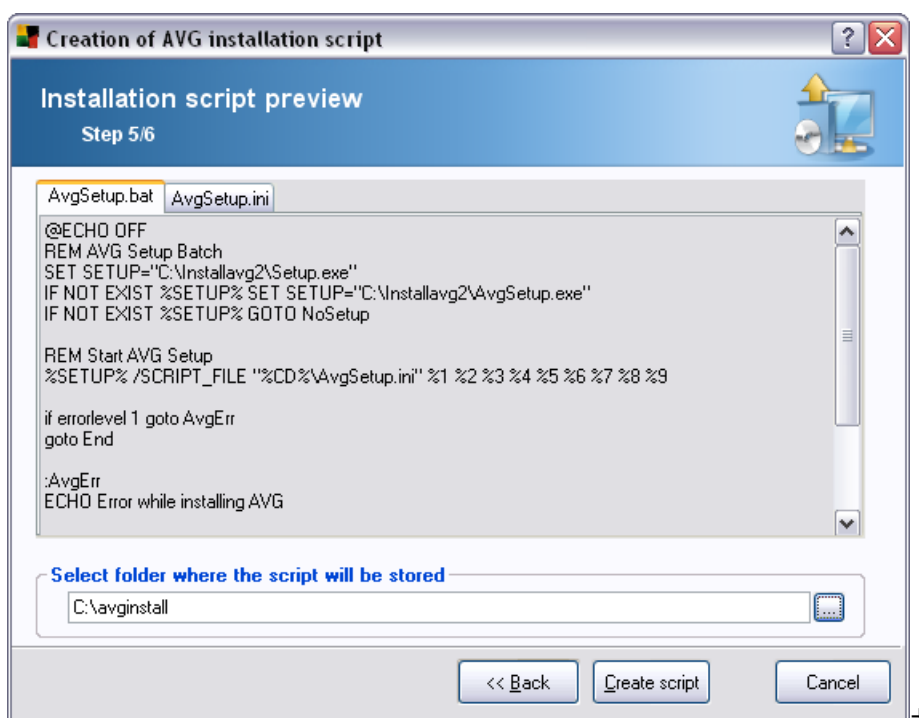 Creation of AVG installation script
?
Installation script preview
Step 5/6
AvgSetup.bat AvgSetup.ini
@ECHO OFF
REM AVG Setup Batch
SET SETUP="C:\Installavg2\Setup.exe"
IF NOT EXIST %SETUP% SET SETUP="C:\Installavg2\AvgSetup.exe"
IF NOT EXIST %SETUP% GOTO NoSetup
REM Start AVG Setup
%SETUP% /SCRIPT_FILE "%CD%\AvgSetup.ini" %1 %2 %3 %4 %5 %6 %7 %8 %9
if errorlevel 1 goto AvgErr
goto End
:AvgErr
ECHO Error while installing AVG
Select folder where the script will be stored
C:\avginstall
...
<< Back Create script Cancel